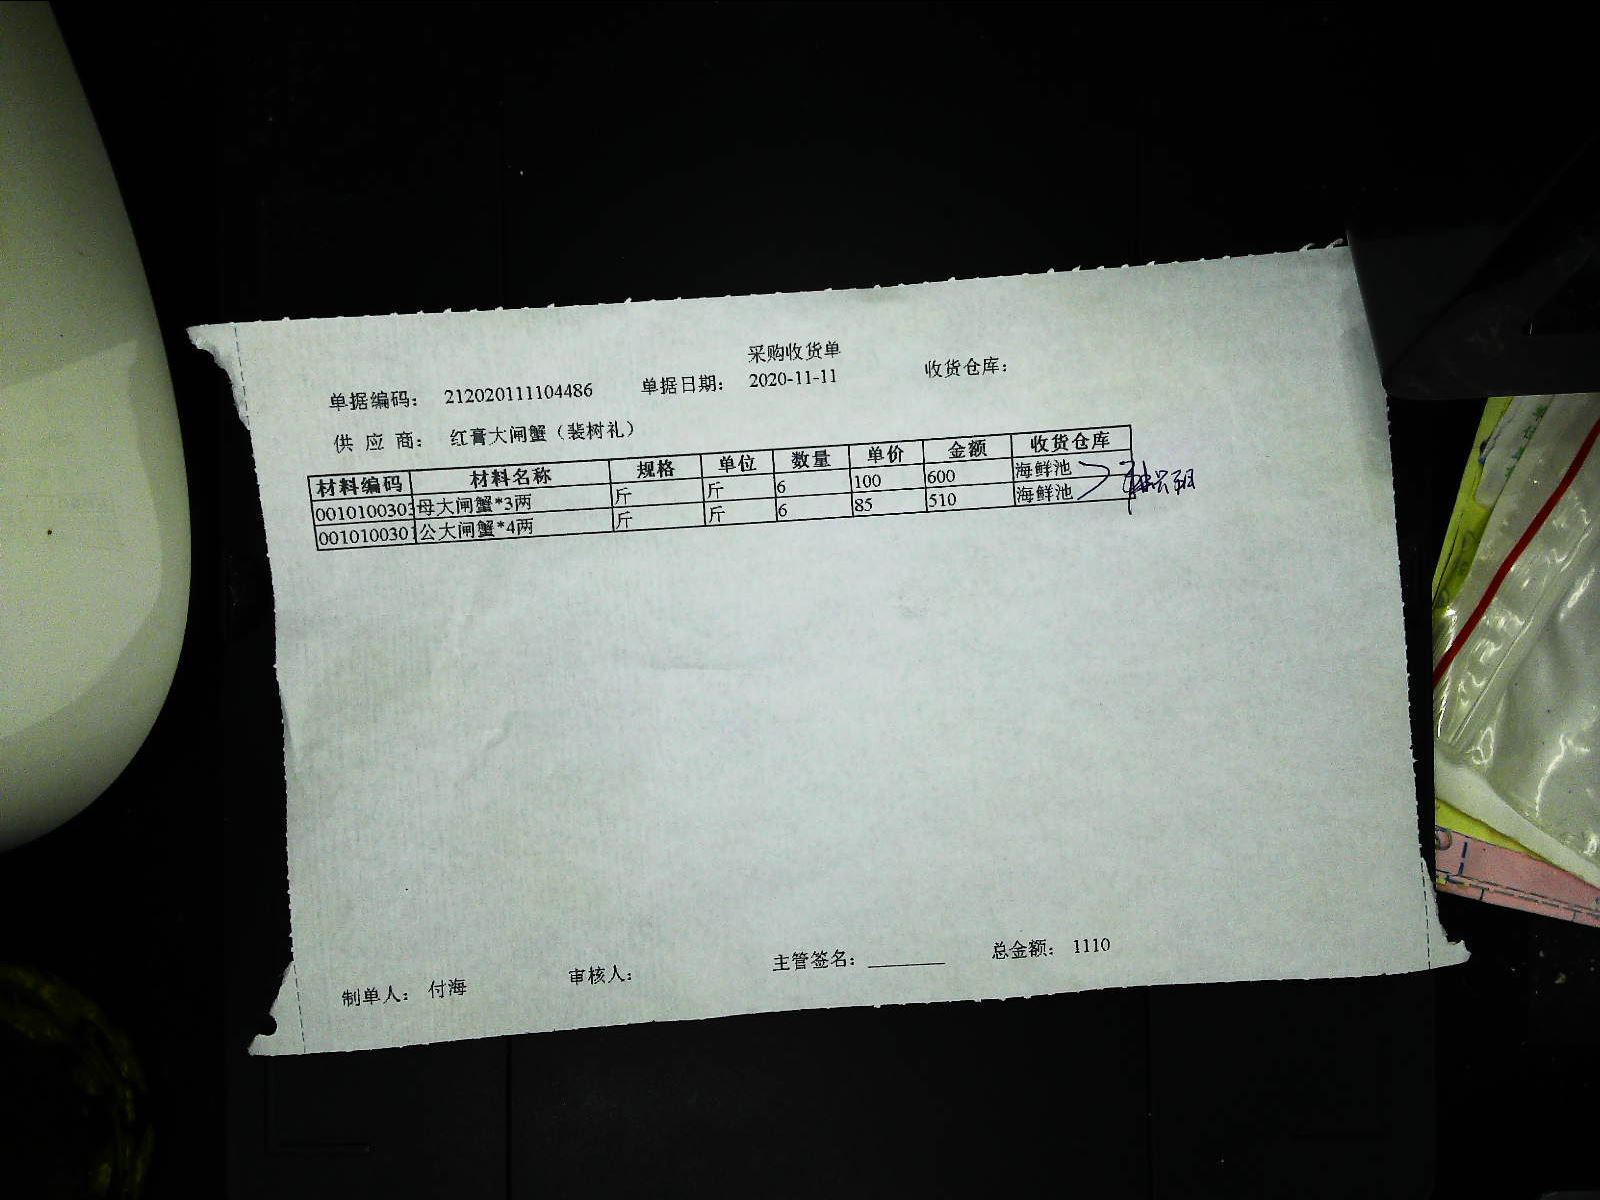 采购收货单
单据编码： 212020111104486 单据日期： 2020-11-11 收货仓库：
供 应 商： 红膏大闸蟹（裴树礼）
材料编码 材料名称 规格 单位 数量 单价 金额 收货仓库
0010100303 母大闸蟹*3两 斤 斤 6 100 600 海鲜池
0010100301 公大闸蟹*4两 斤 斤 6 85 510 海鲜池
制单人： 付海 审核人： 主管签名： 总金额： 1110